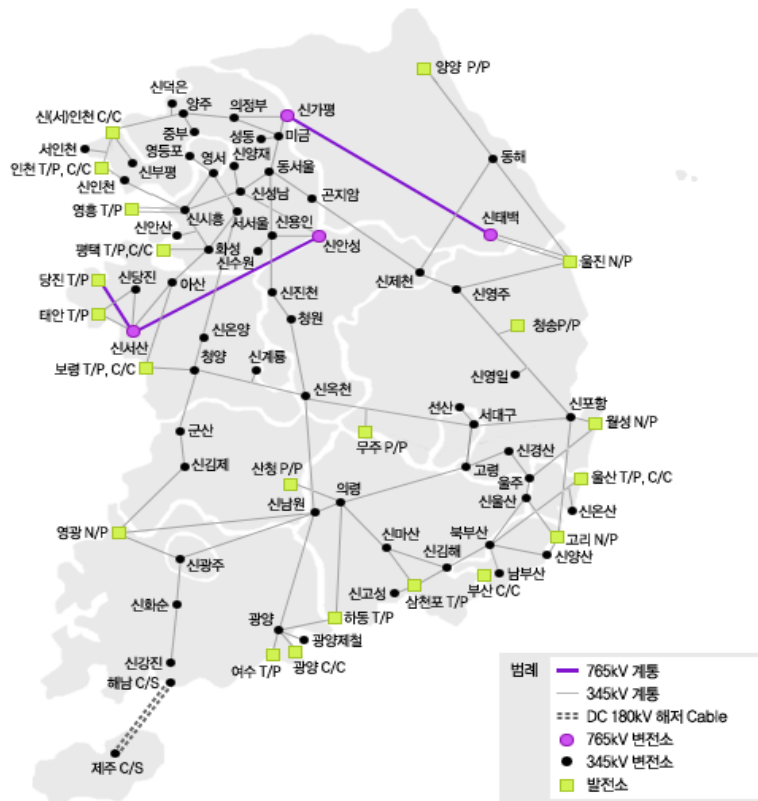 양양 P/P
신덕은
양주
의정부
신가평
신(서)인천 C/C
중부
성동
미금
동해
서인천
영등포
영서
신양재
인천 T/P, C/C
신부평
동서울
신인천
신성남
곤지암
영흥 T/P
신시흥
서서울
신용인
신태백
신안산
신안성
평택 T/P,C/C
화성
신수원
울진 N/P
당진 T/P
신당진
아산
신제천
신영주
신진천
태안 T/P
청원
청송P/P
신서산
신온양
신계룡
보령 T/P, C/C
청양
신영일
신옥천
선산
서대구
신포항
월성 N/P
군산
무주 P/P
신경산
신김제
산청 P/P
고령
울주
울산 T/P, C/C
의령
신울산
신남원
신온산
영광 N/P
신마산
북부산
고리 N/P
신광주
신김해
신양산
남부산
신고성
삼천포 T/P
부산 C/C
신화순
광양
하동 T/P
광양제철
신강진
여수 T/P
광양 C/C
해남 C/S
제주 C/S
범례
765kV 계통
345kV 계통
DC 180kV 해저 Cable
765kV 변전소
345kV 변전소
발전소